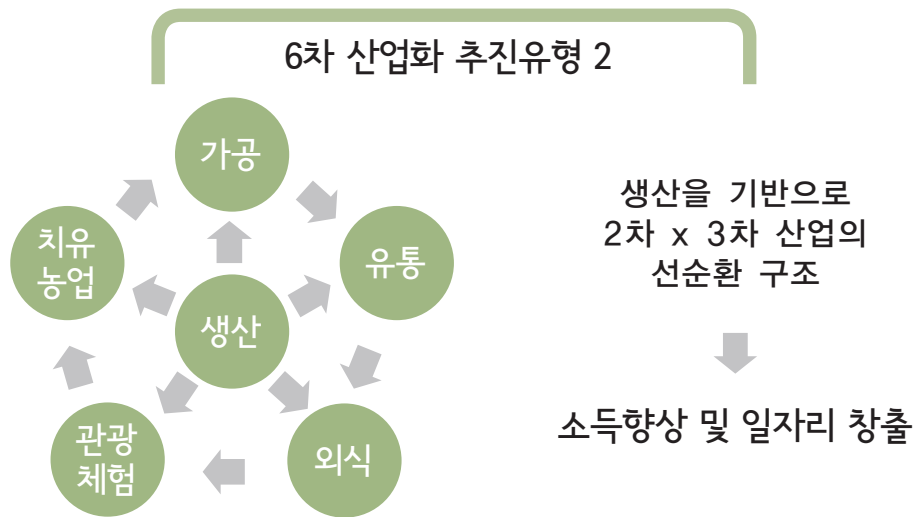 6차 산업화 추진유형 2
가공
유통
외식
관광
체험
치유
농업
생산
생산을 기반으로
2차 x 3차 산업의
선순환 구조
소득향상 및 일자리 창출